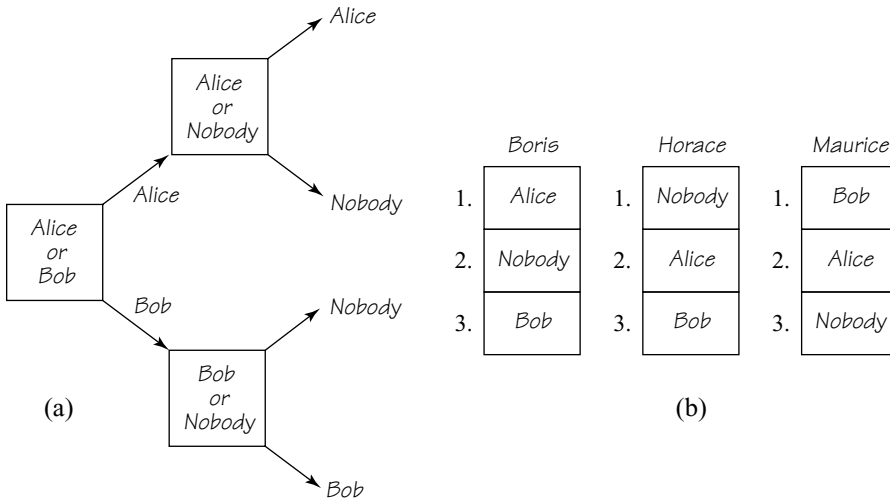 Alice
Alice
or
Nobody
Alice
Nobody
Alice
or
Bob
Bob
Nobody
Bob
or
Nobody
Bob
(a)
Boris
1. Alice
2. Nobody
3. Bob
Horace
1. Nobody
2. Alice
3. Bob
Maurice
1. Bob
2. Alice
3. Nobody
(b)